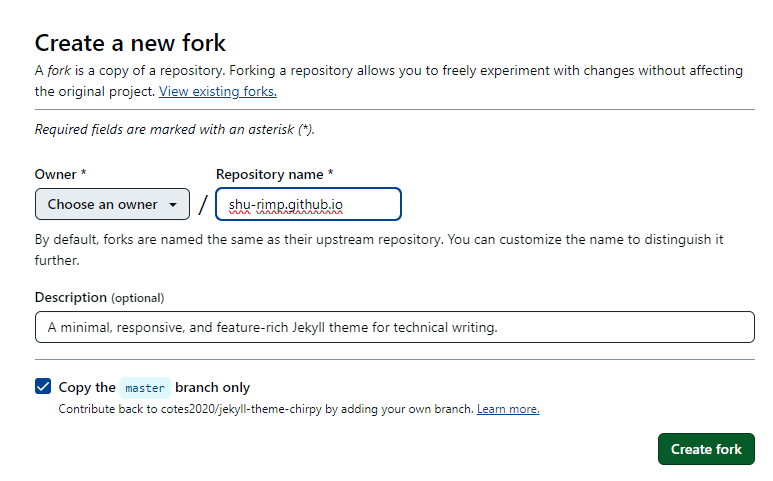 Create a new fork
A fork is a copy of a repository. Forking a repository allows you to freely experiment with changes without affecting
the original project. View existing forks.
Required fields are marked with an asterisk (*).
Owner * Repository name *
Choose an owner / shu-rimp.github.io
By default, forks are named the same as their upstream repository. You can customize the name to distinguish it
further.
Description (optional)
A minimal, responsive, and feature-rich Jekyll theme for technical writing.
Copy the master branch only
Contribute back to cotes2020/jekyll-theme-chirpy by adding your own branch. Learn more.
Create fork